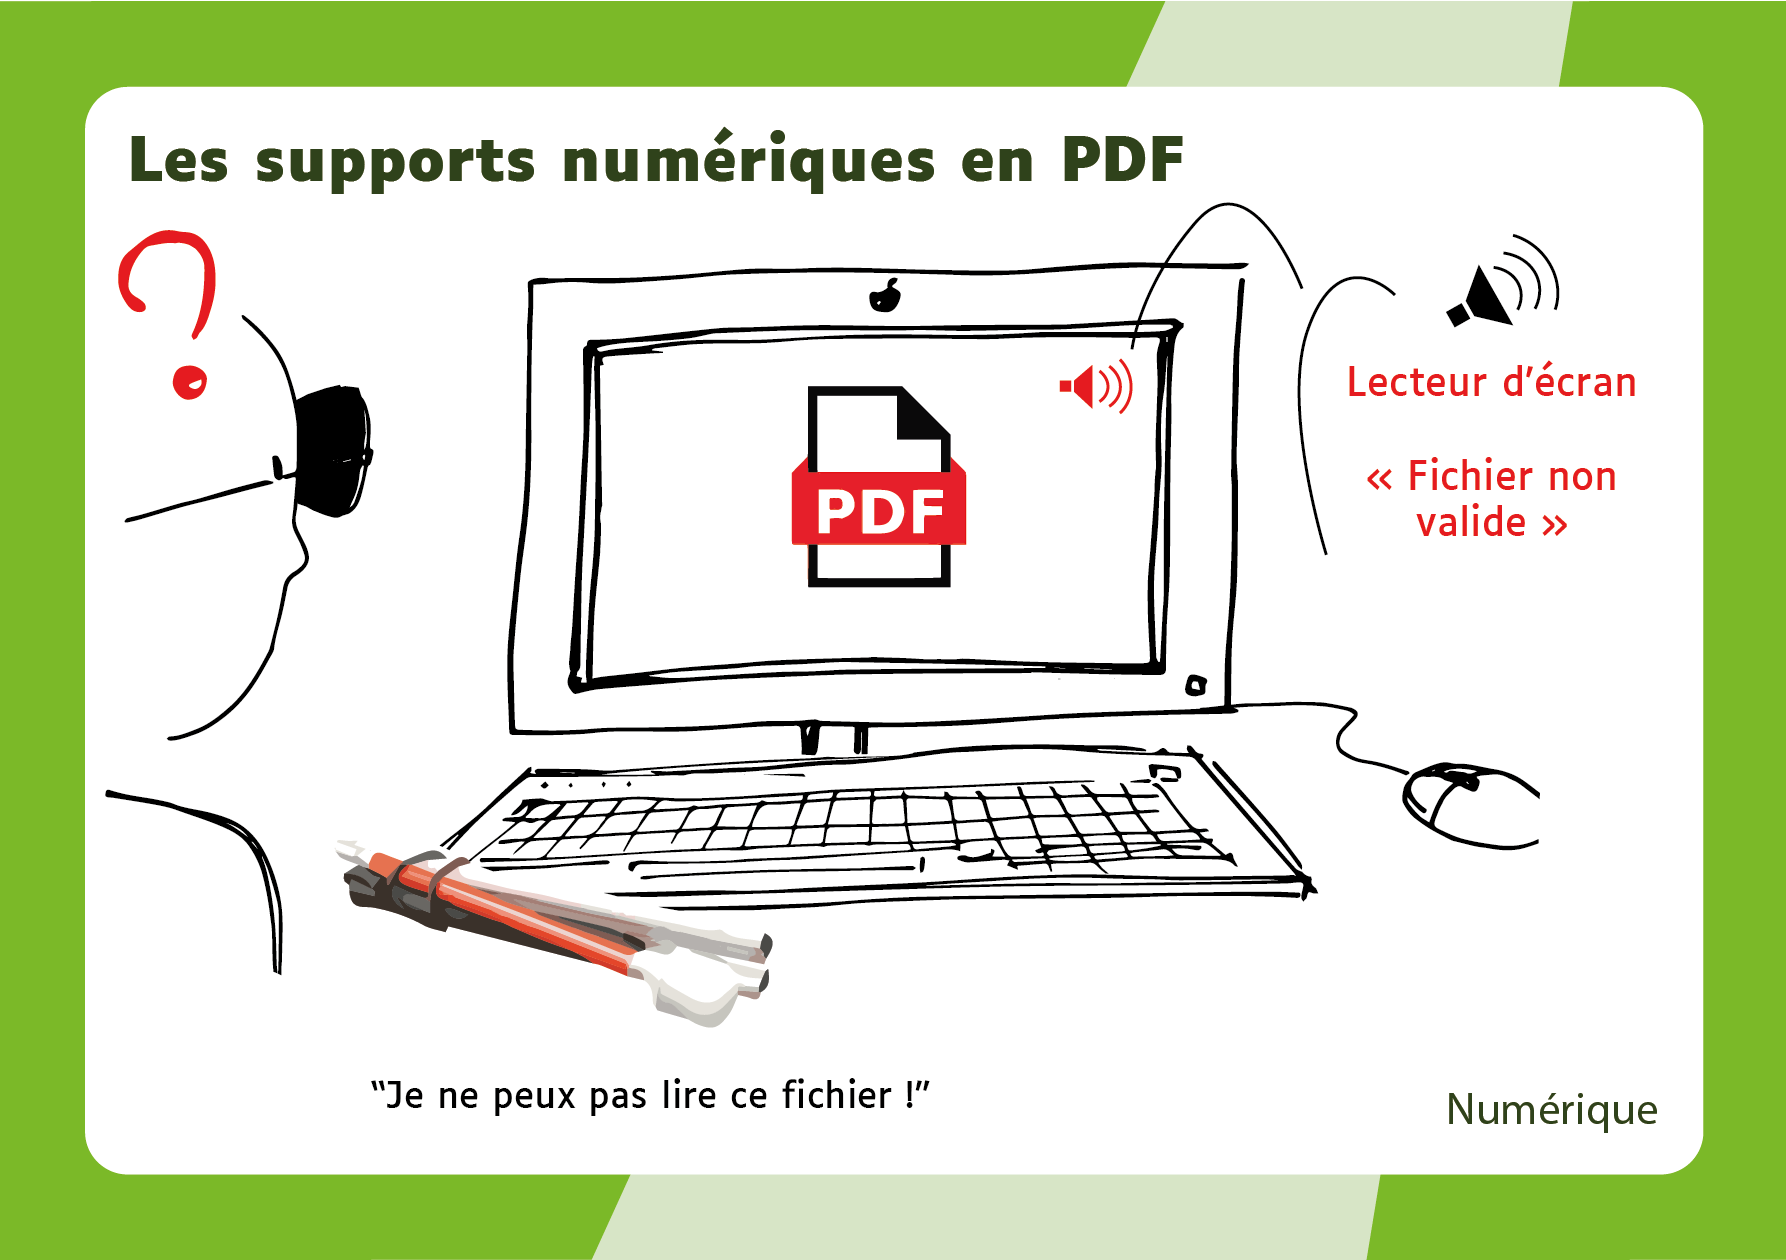 Les supports numériques en PDF
Lecteur d’écran
« Fichier non
valide »
PDF
“Je ne peux pas lire ce fichier !”
Numérique